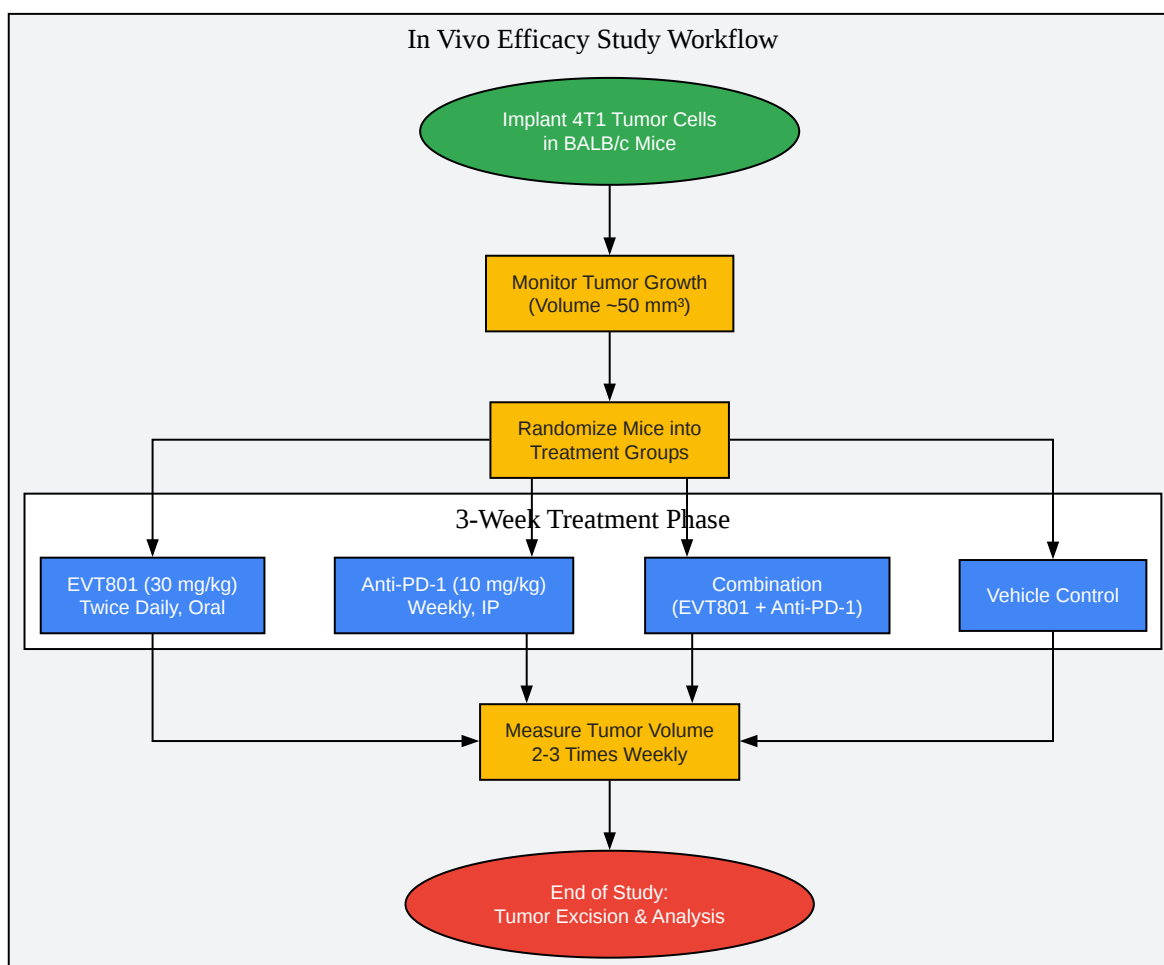 In Vivo Efficacy Study Workflow
Implant 4T1 Tumor Cells
in BALB/c Mice
Monitor Tumor Growth
(Volume ~50 mm³)
Randomize Mice into
Treatment Groups
3-Week Treatment Phase
EVT801 (30 mg/kg)
Twice Daily, Oral
Anti-PD-1 (10 mg/kg)
Weekly, IP
Combination
(EVT801 + Anti-PD-1)
Vehicle Control
Measure Tumor Volume
2-3 Times Weekly
End of Study:
Tumor Excision & Analysis